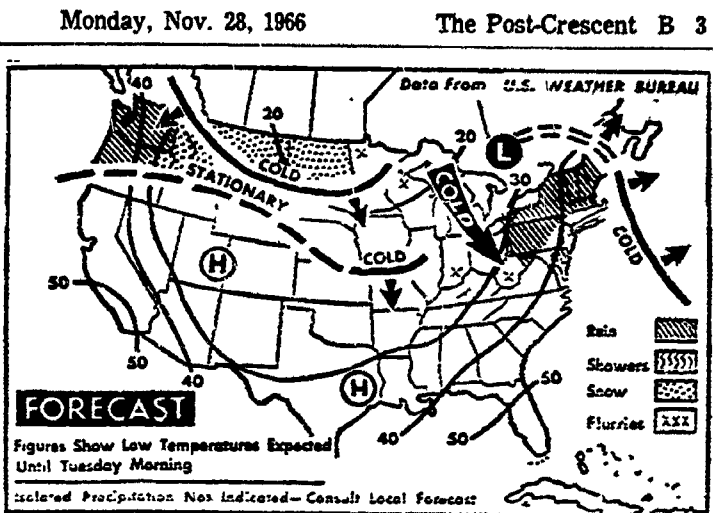 Monday, Nov. 28, 1966 The Post-Crescent B 3
Data From U.S. WEATHER BUREAU
40
20
20
COLD
L
30
STATIONARY
COLD
COLD
COLD
H
50
50
40
H
50
40
50
Rain
Showers
Snow
Flurries
XXX
FORECAST
Figures Show Low Temperatures Expected
Until Tuesday Morning
Isolated Precipitation Not Indicated— Consult Local Forecast